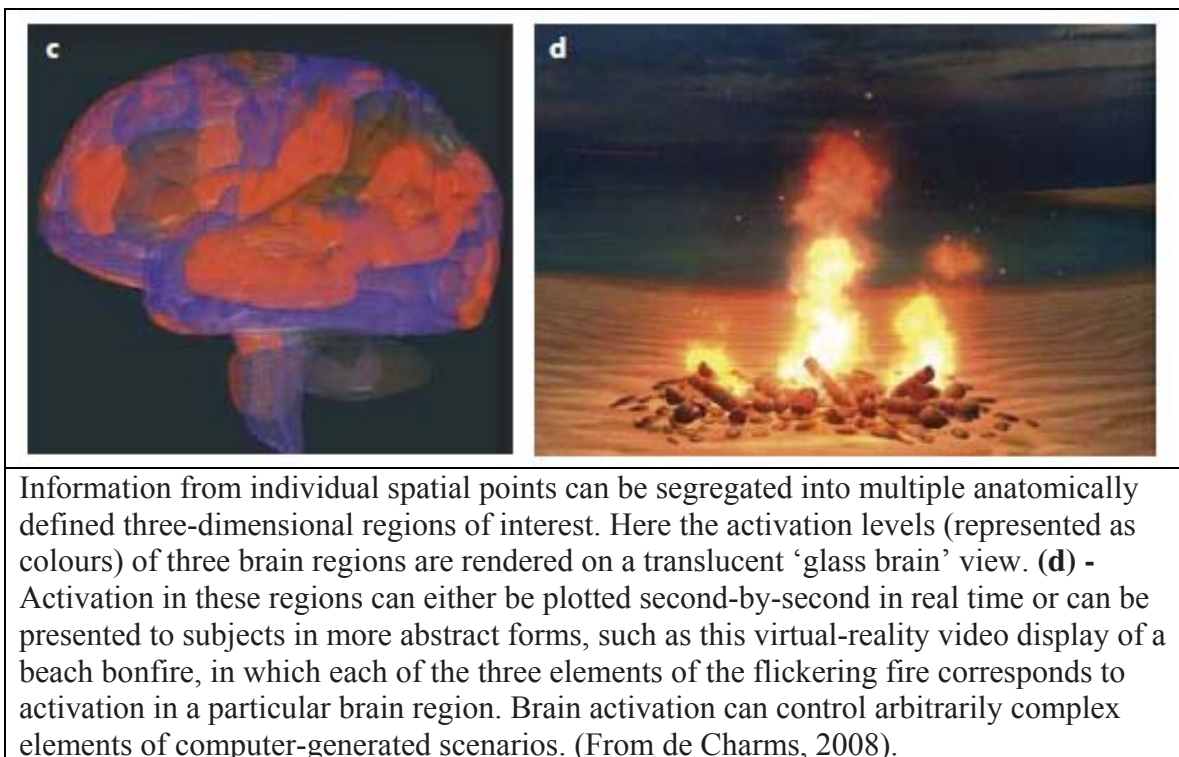 c
d
Information from individual spatial points can be segregated into multiple anatomically
defined three-dimensional regions of interest. Here the activation levels (represented as
colours) of three brain regions are rendered on a translucent ‘glass brain’ view. (d) -
Activation in these regions can either be plotted second-by-second in real time or can be
presented to subjects in more abstract forms, such as this virtual-reality video display of a
beach bonfire, in which each of the three elements of the flickering fire corresponds to
activation in a particular brain region. Brain activation can control arbitrarily complex
elements of computer-generated scenarios. (From de Charms, 2008).